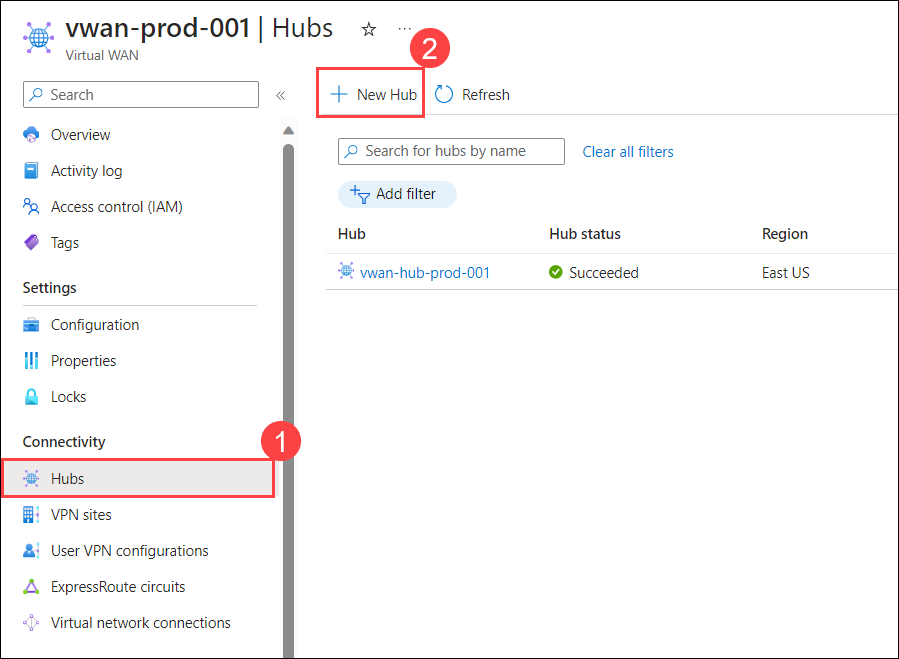 vwan-prod-001 | Hubs ☆ ...
Virtual WAN
2
Search «
+ New Hub Refresh
Overview
Activity log
Access control (IAM)
Tags
Settings
Configuration
Properties
Locks
Connectivity
1
Hubs
VPN sites
User VPN configurations
ExpressRoute circuits
Virtual network connections
Search for hubs by name Clear all filters
Add filter
Hub Hub status Region
vwan-hub-prod-001 Succeeded East US